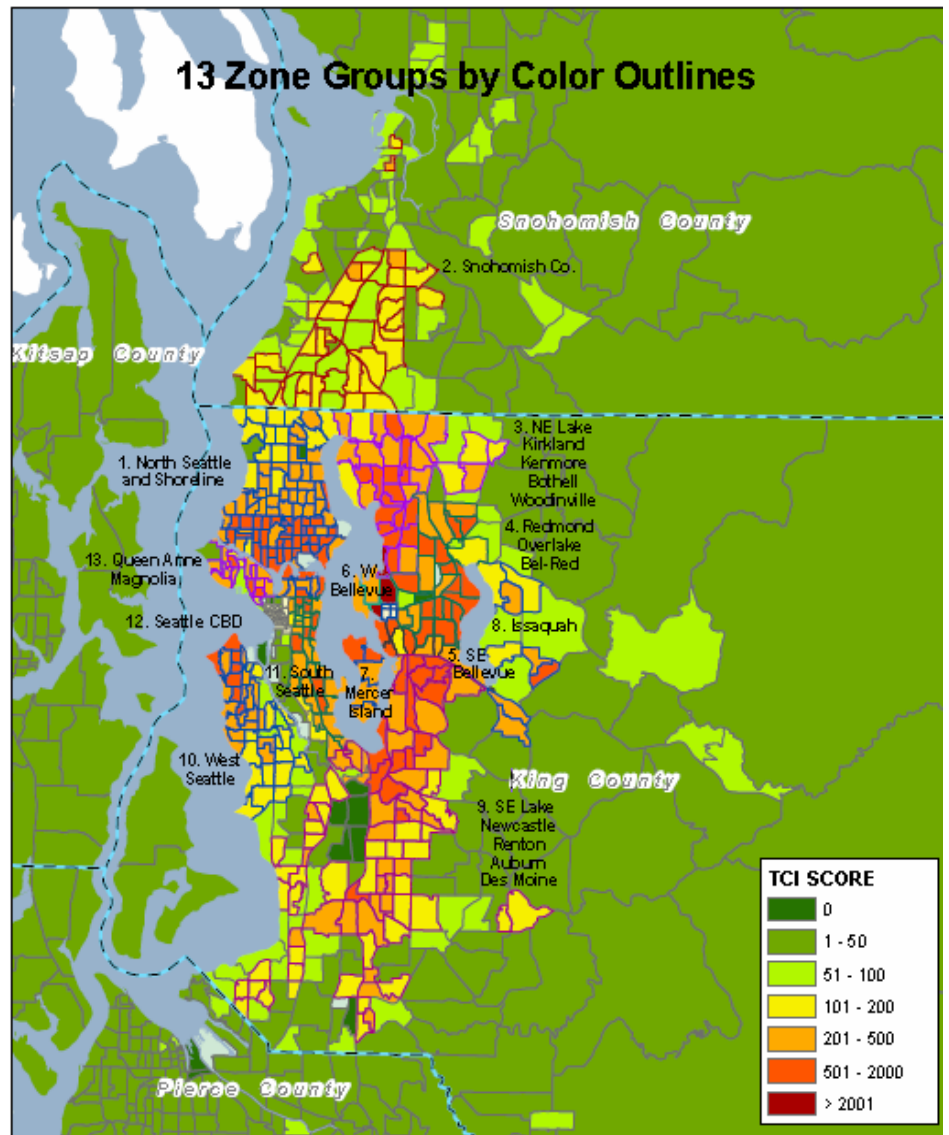 13 Zone Groups by Color Outlines
Snohomish County
2. Snohomish Co.
Kitsap County
1. North Seattle
and Shoreline
3. NE Lake
Kirkland
Kenmore
Bothell
Woodinville
4. Redmond
Overlake
Bel-Red
13. Queen Anne
Magnolia
6. W
Bellevue
12. Seattle CBD
8. Issaquah
5. SE
Bellevue
11. South
Seattle
7.
Mercer
Island
10. West
Seattle
King County
9. SE Lake
Newcastle
Renton
Auburn
Des Moine
Pierce County
TCI SCORE
0
1 - 50
51 - 100
101 - 200
201 - 500
501 - 2000
> 2001